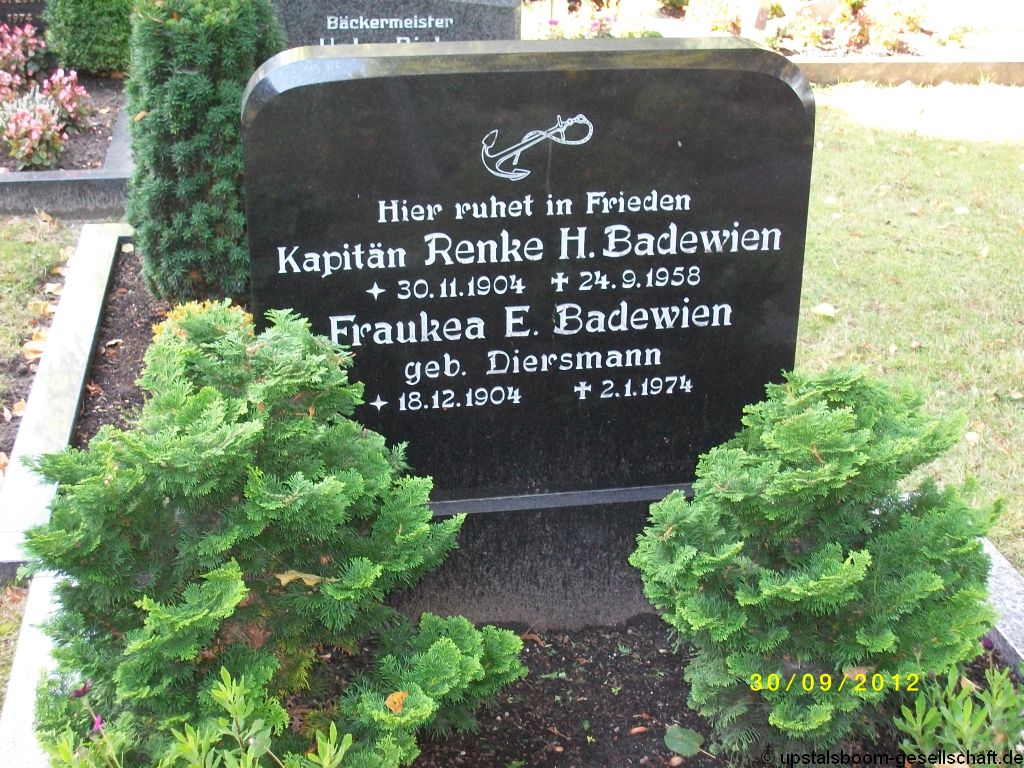 Bäckermeister
Hier ruhet in Frieden
Kapitän Renke H. Badewien
✦ 30.11.1904 ✝ 24.9.1958
Fraukea E. Badewien
geb. Diersmann
✦ 18.12.1904 ✝ 2.1.1974
30/09/2012
© upstalsboom-gesellschaft.de